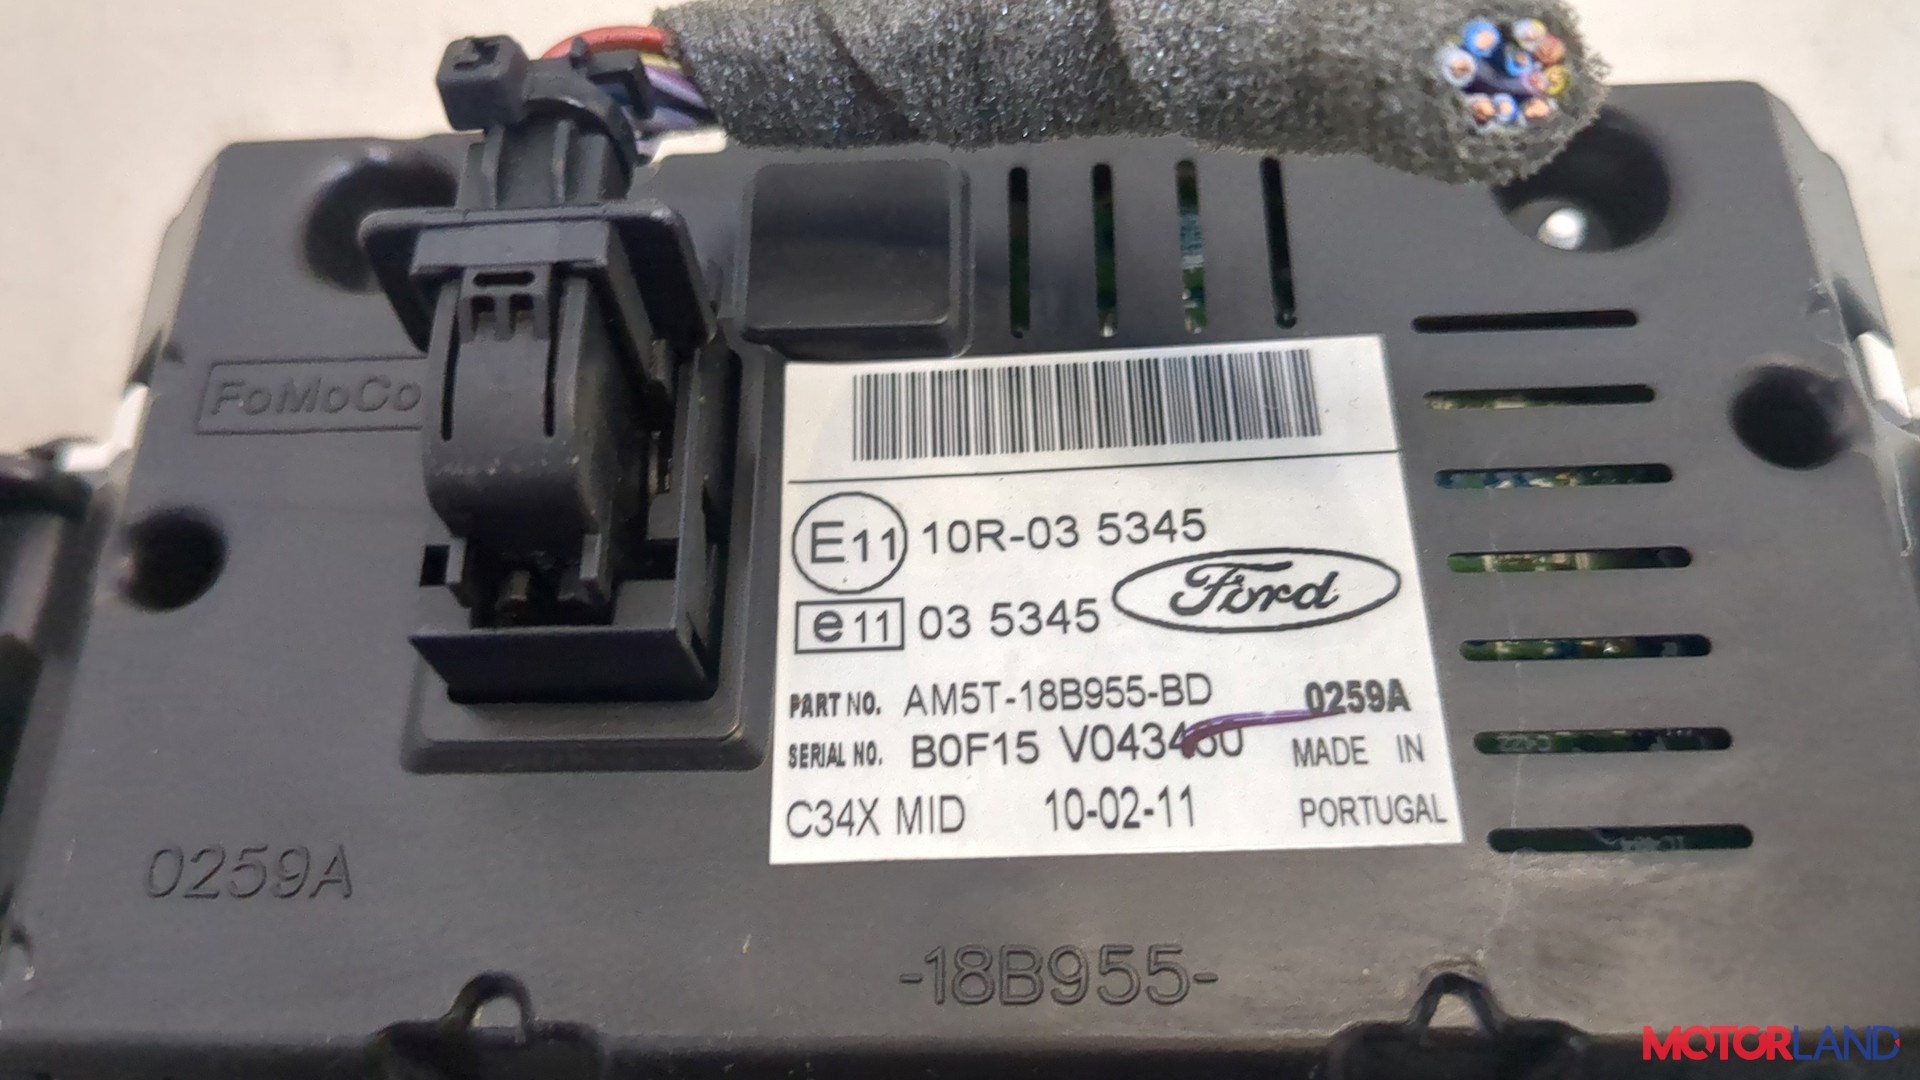 FoMoCo
E11 10R-03 5345
Ford
e11 03 5345
PART NO. AM5T-18B955-BD 0259A
SERIAL NO. B0F15 MADE IN
C34X MID 10-02-11 PORTUGAL
0259A
-18B955-
MOTORLAND